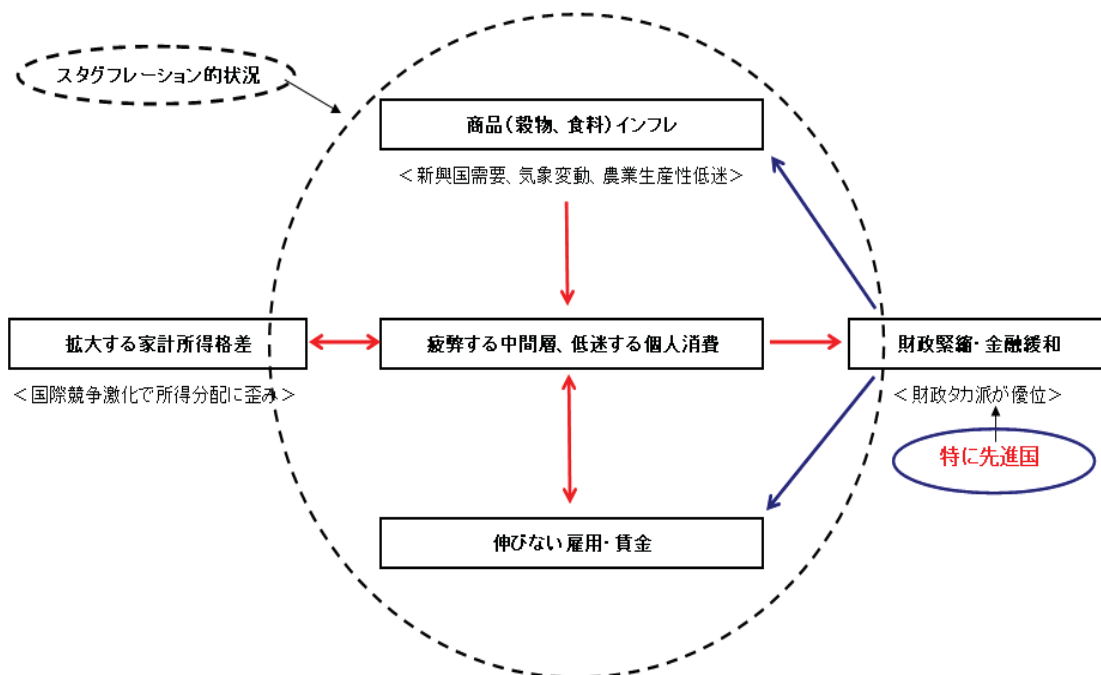 スタグフレーション的状況
商品(穀物、食料)インフレ
<新興国需要、気象変動、農業生産性低迷>
拡大する家計所得格差
疲弊する中間層、低迷する個人消費
財政緊縮・金融緩和
<国際競争激化で所得分配に歪み>
<財政タカ派が優位>
特に先進国
伸びない雇用・賃金